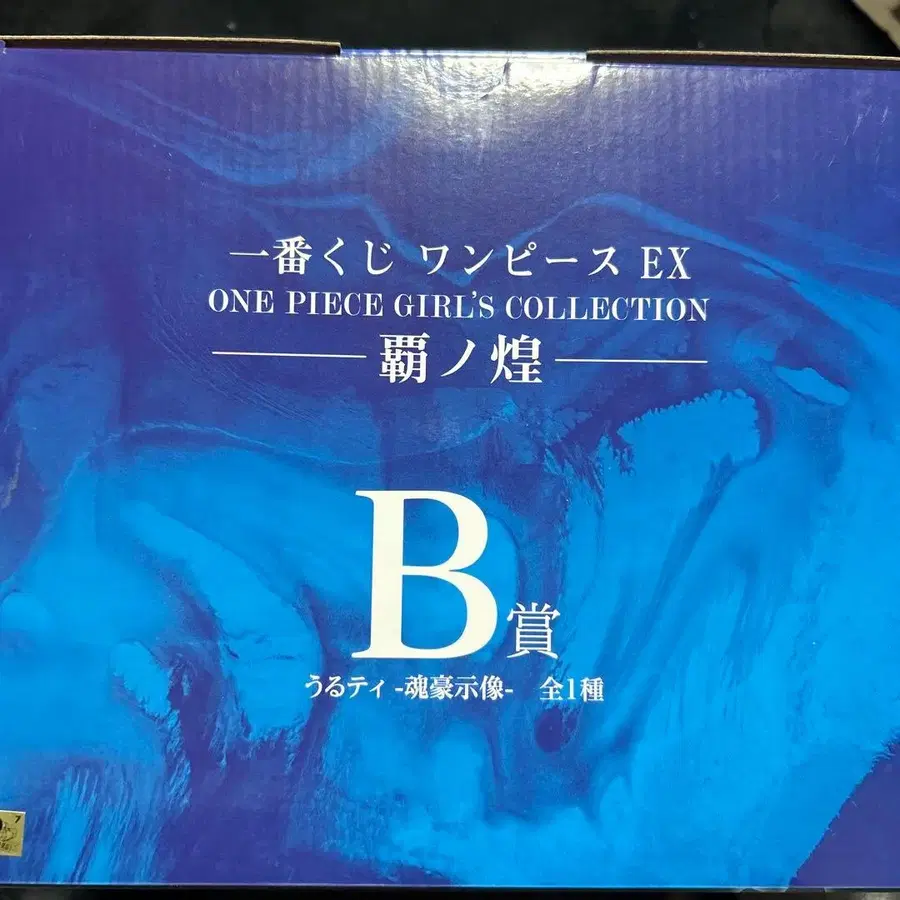 一番くじ ワンピース EX
ONE PIECE GIRL'S COLLECTION
覇ノ煌
B賞
うるティ -魂豪示像- 全1種